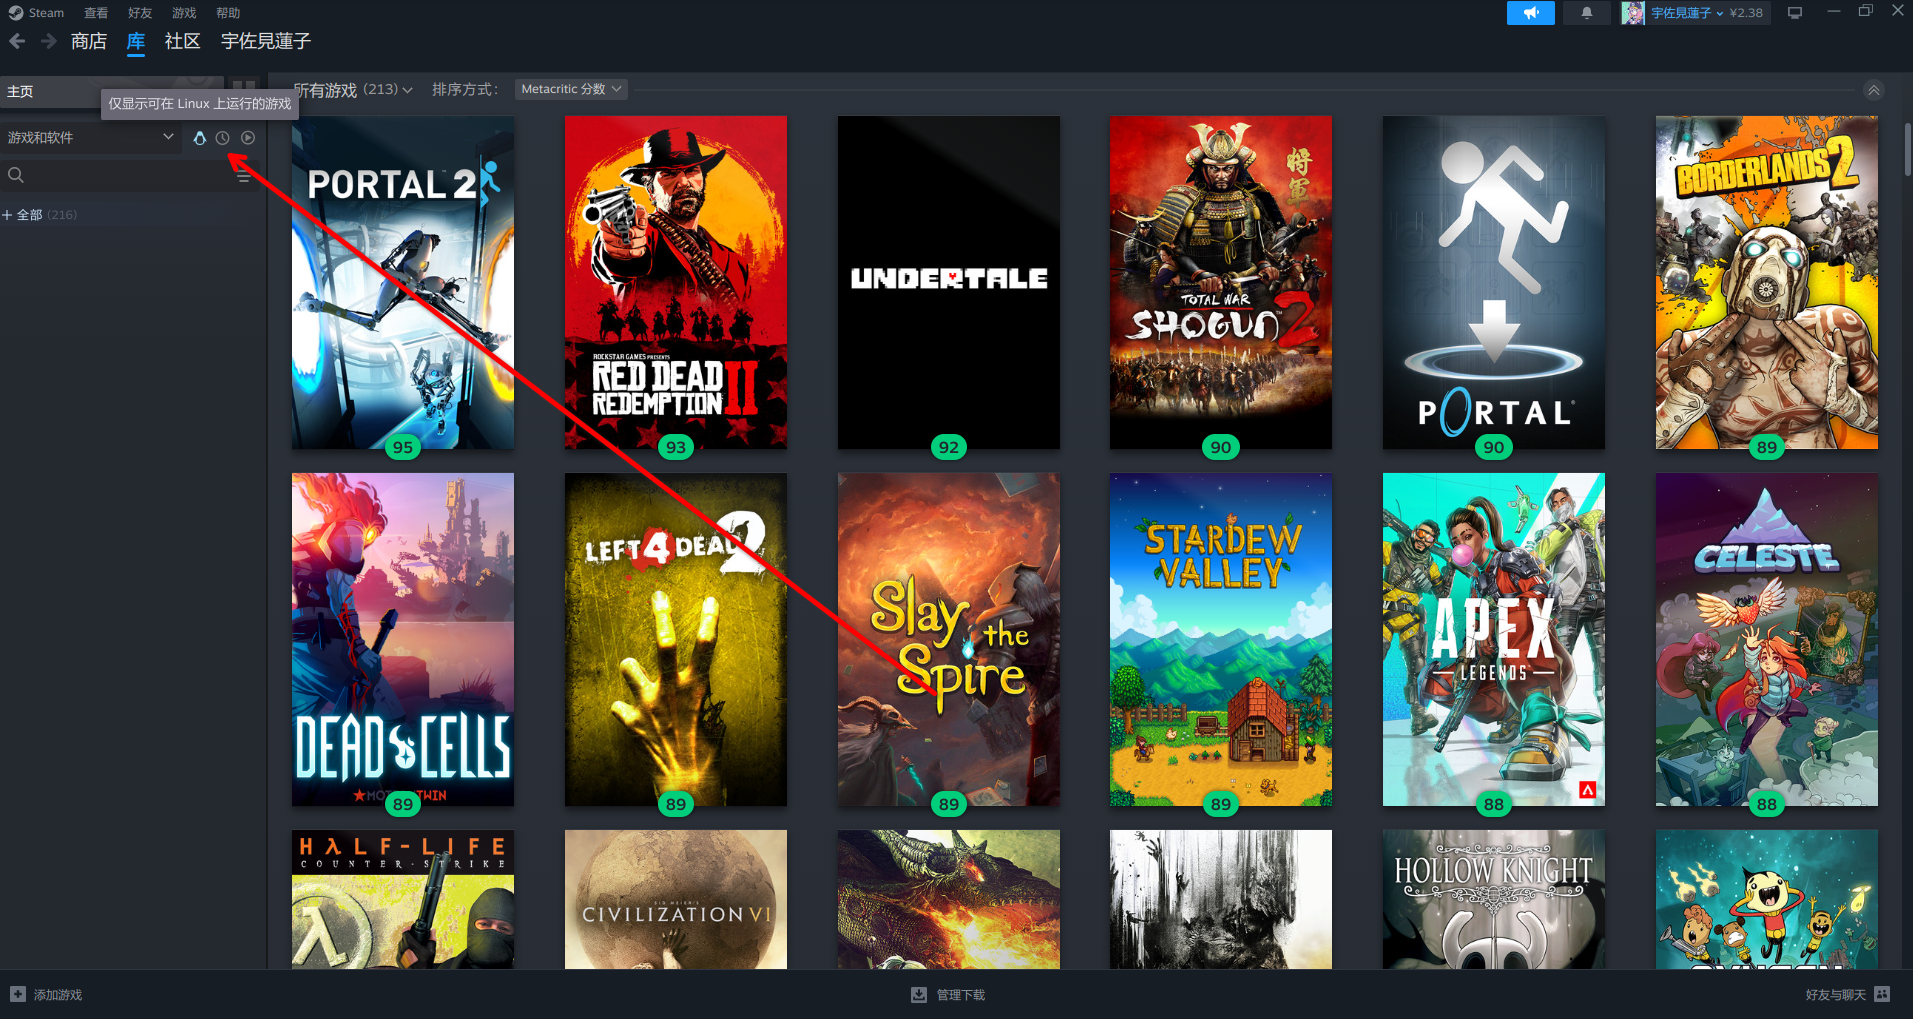 Steam 查看 好友 游戏 帮助
宇佐見蓮子 ¥2.38
商店 库 社区 宇佐見蓮子
主页
仅显示可在 Linux 上运行的游戏
所有游戏 (213) 排序方式: Metacritic 分数
游戏和软件
+ 全部 (216)
PORTAL 2
95
ROCKSTAR GAMES PRESENTS
RED DEAD
REDEMPTION II
93
UNDERTALE
92
将軍
TOTAL WAR
SHOGUN 2
90
PORTAL
90
BORDERLANDS 2
89
DEAD CELLS
89
LEFT 4 DEAD 2
89
Slay
the
Spire
89
STARDEW
VALLEY
89
APEX
LEGENDS
88
CELESTE
88
HALF-LIFE
COUNTER-STRIKE
SID MEIER'S
CIVILIZATION VI
HOLLOW KNIGHT
添加游戏
管理下载
好友与聊天